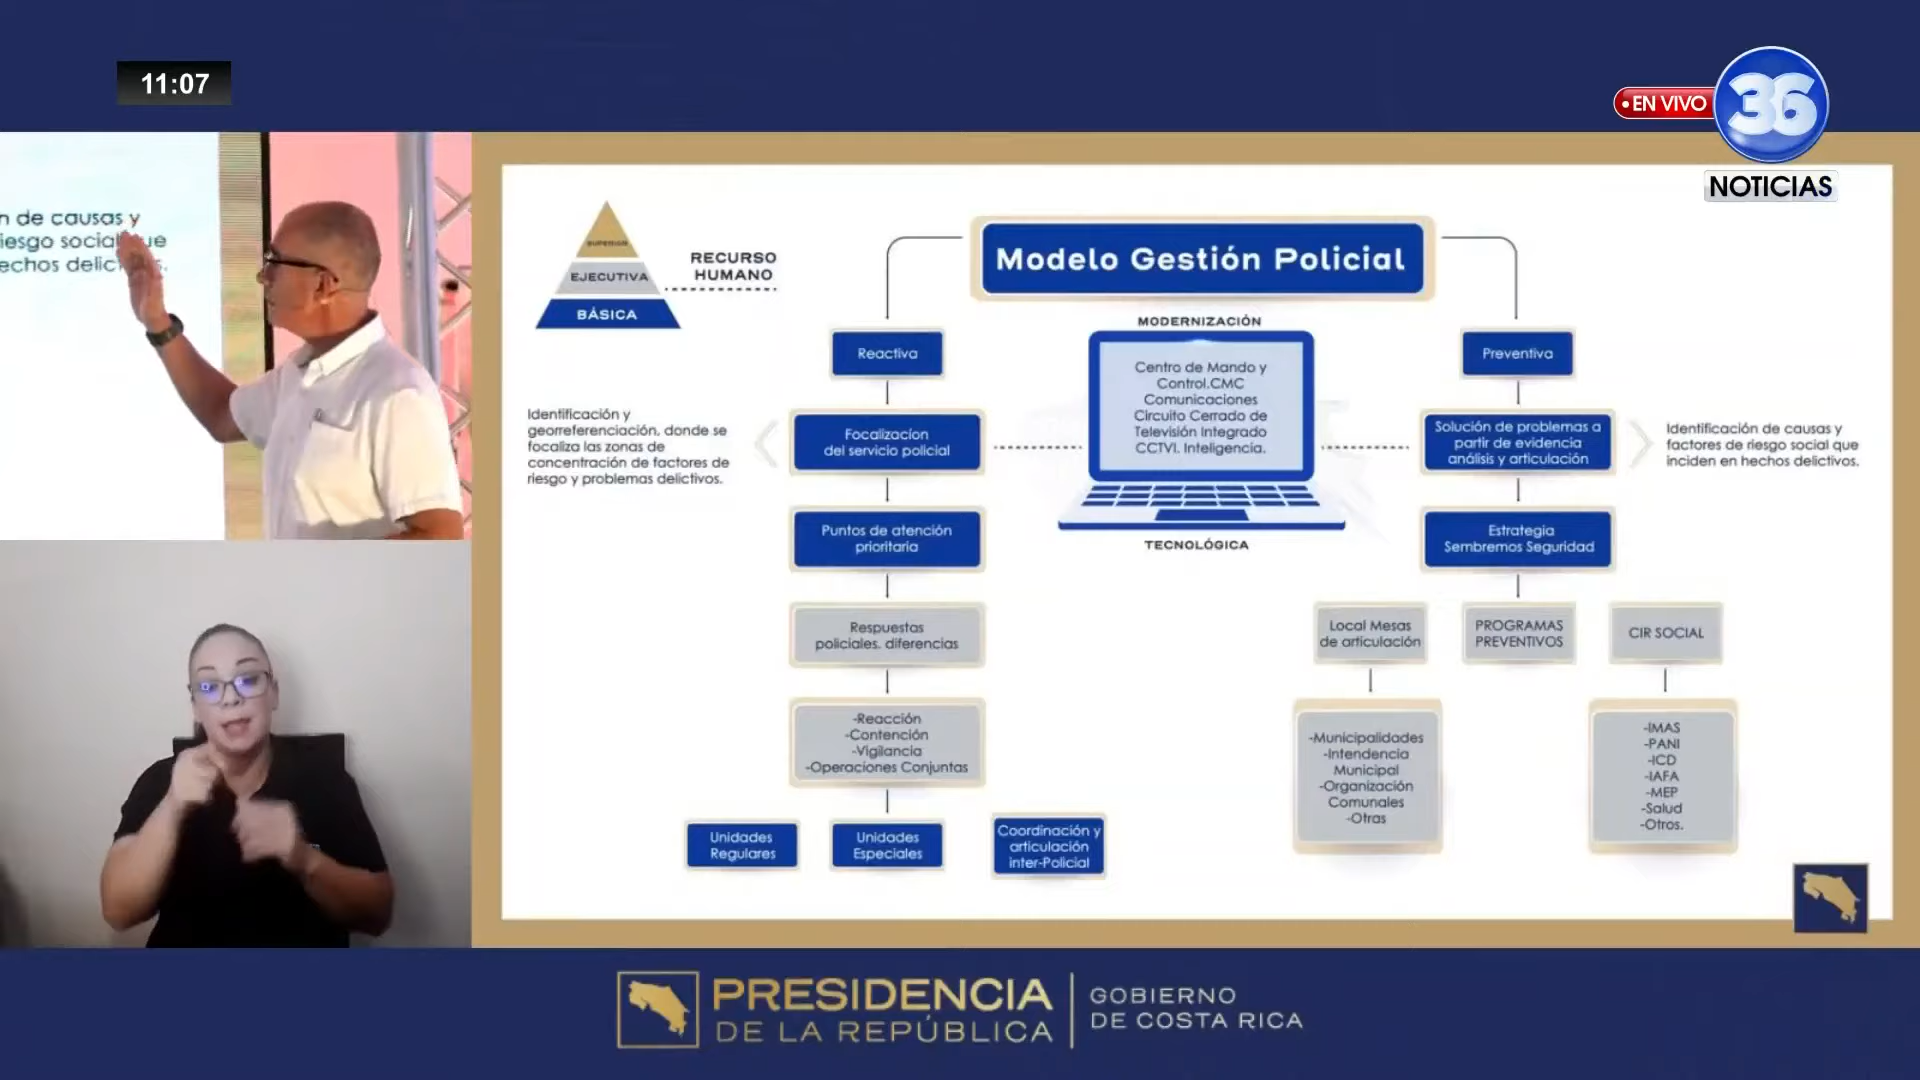 11:07
• EN VIVO
36
NOTICIAS
n de causas y
iesgo social que
echos delic
SUPERIOR
EJECUTIVA
BÁSICA
RECURSO
HUMANO
Modelo Gestión Policial
MODERNIZACIÓN
Centro de Mando y
Control.CMC
Comunicaciones
Circuito Cerrado de
Televisión Integrado
CCTVI. Inteligencia.
TECNOLÓGICA
Reactiva
Focalizacíon
del servicio policial
Identificación y
georreferenciación, donde se
focaliza las zonas de
concentración de factores de
riesgo y problemas delictivos.
Puntos de atención
prioritaria
Respuestas
policiales. diferencias
-Reacción
-Contención
-Vigilancia
-Operaciones Conjuntas
Unidades
Regulares
Unidades
Especiales
Coordinación y
articulación
inter-Policial
Preventiva
Solución de problemas a
partir de evidencia
análisis y articulación
Identificación de causas y
factores de riesgo social que
inciden en hechos delictivos.
Estrategia
Sembremos Seguridad
Local Mesas
de articulación
PROGRAMAS
PREVENTIVOS
CIR SOCIAL
-Municipalidades
-Intendencia
Municipal
-Organización
Comunales
-Otras
-IMAS
-PANI
-ICD
-IAFA
-MEP
-Salud
-Otros.
PRESIDENCIA
DE LA REPÚBLICA
GOBIERNO
DE COSTA RICA